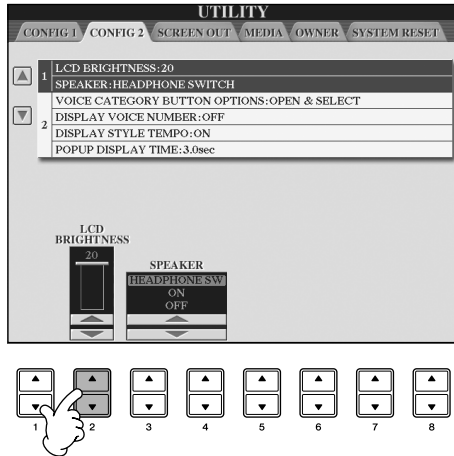 UTILITY
CONFIG 1 CONFIG 2 SCREEN OUT MEDIA OWNER SYSTEM RESET
1 LCD BRIGHTNESS:20
SPEAKER:HEADPHONE SWITCH
2 VOICE CATEGORY BUTTON OPTIONS:OPEN & SELECT
DISPLAY VOICE NUMBER:OFF
DISPLAY STYLE TEMPO:ON
POPUP DISPLAY TIME:3.0sec
LCD
BRIGHTNESS
20
SPEAKER
HEADPHONE SW
ON
OFF
1 2 3 4 5 6 7 8